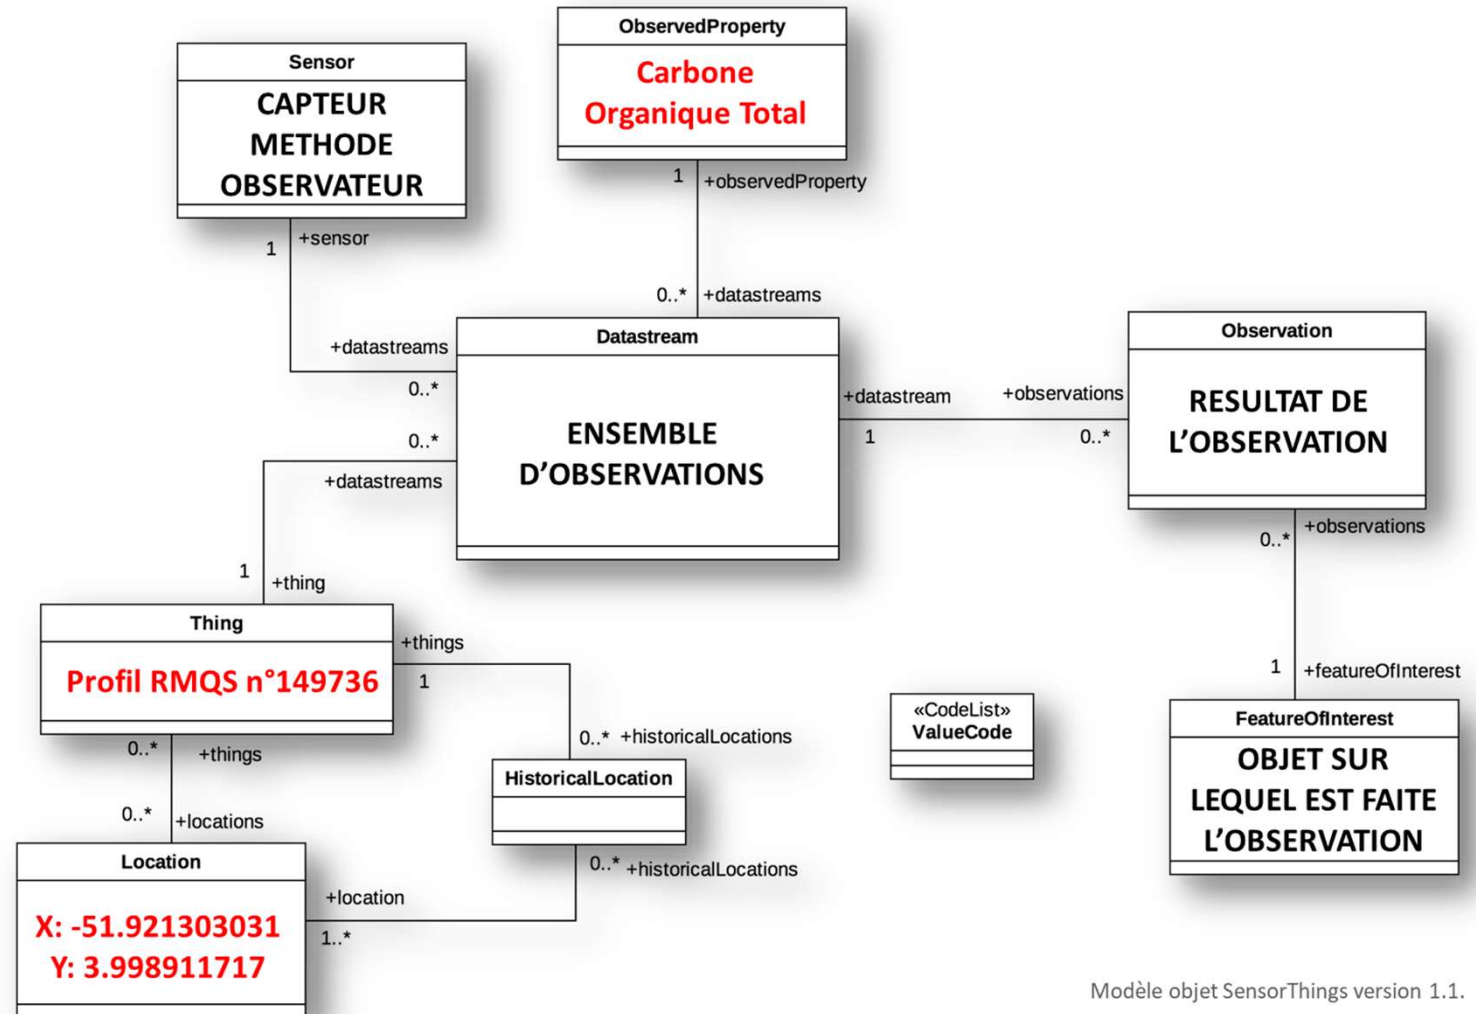 ObservedProperty
Carbone
Organique Total
Sensor
CAPTEUR
METHODE
OBSERVATEUR
1
+observedProperty
1
+sensor
0..*
+datastreams
+datastreams
0..*
Datastream
ENSEMBLE
D’OBSERVATIONS
+datastream
1
+observations
0..*
Observation
RESULTAT DE
L’OBSERVATION
0..*
+datastreams
1
+thing
0..*
+observations
1
+featureOfInterest
Thing
Profil RMQS n°149736
+things
1
0..*
+things
0..* +historicalLocations
HistoricalLocation
0..* +historicalLocations
«CodeList»
ValueCode
FeatureOfInterest
OBJET SUR
LEQUEL EST FAITE
L’OBSERVATION
0..*
+locations
Location
X: -51.921303031
Y: 3.998911717
+location
1..*
Modèle objet SensorThings version 1.1.